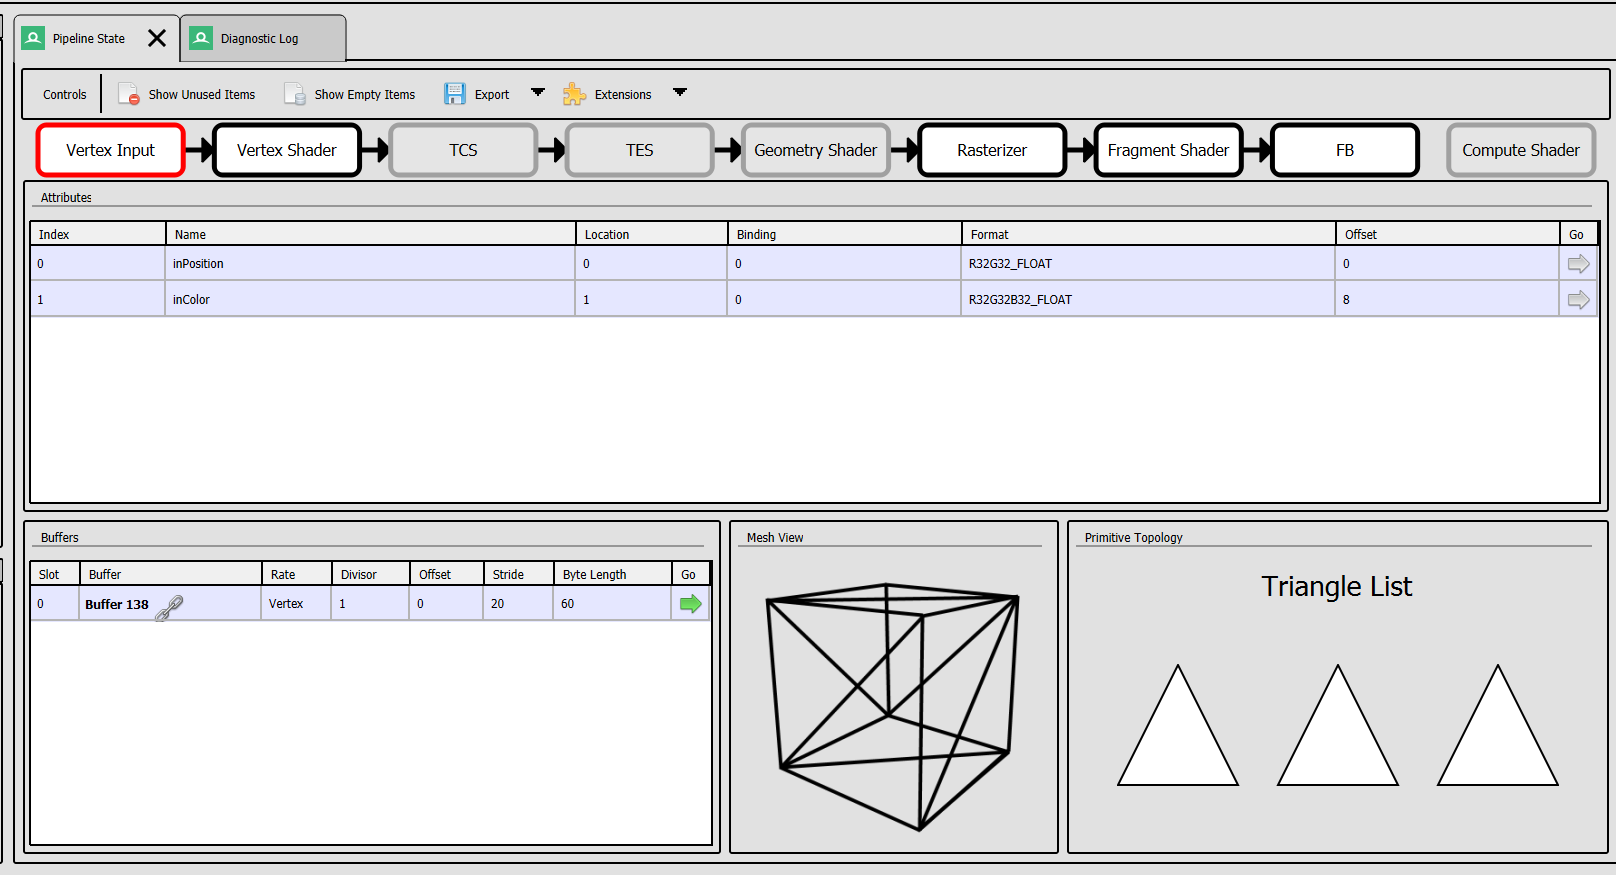 Pipeline State
Diagnostic Log
Controls Show Unused Items Show Empty Items Export Extensions
Vertex Input Vertex Shader TCS TES Geometry Shader Rasterizer Fragment Shader FB Compute Shader
Attributes
Index Name Location Binding Format Offset Go
0 inPosition 0 0 R32G32_FLOAT 0
1 inColor 1 0 R32G32B32_FLOAT 8
Buffers
Slot Buffer Rate Divisor Offset Stride Byte Length Go
0 Buffer 138 Vertex 1 0 20 60
Mesh View
Primitive Topology
Triangle List